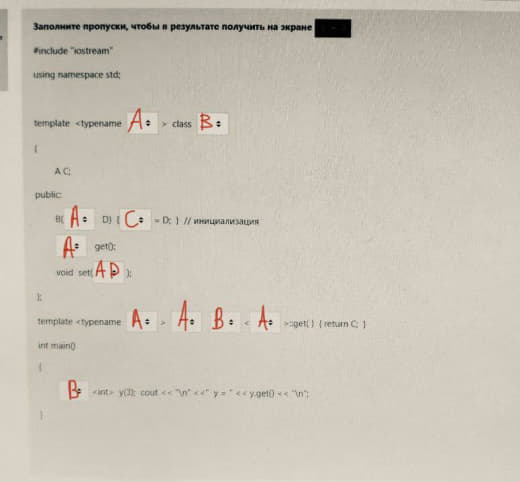 Заполните пропуски, чтобы в результате получить на экране
#include "iostream"
using namespace std;
template <typename A > class B
{
A C;
public:
B( A D) { C = D; } // инициализация
A get();
void set( A D );
};
template <typename A > A B < A >::get( ) { return C; }
int main()
{
B <int> y(3); cout << "\n" <<" y = " << y.get() << "\n";
}